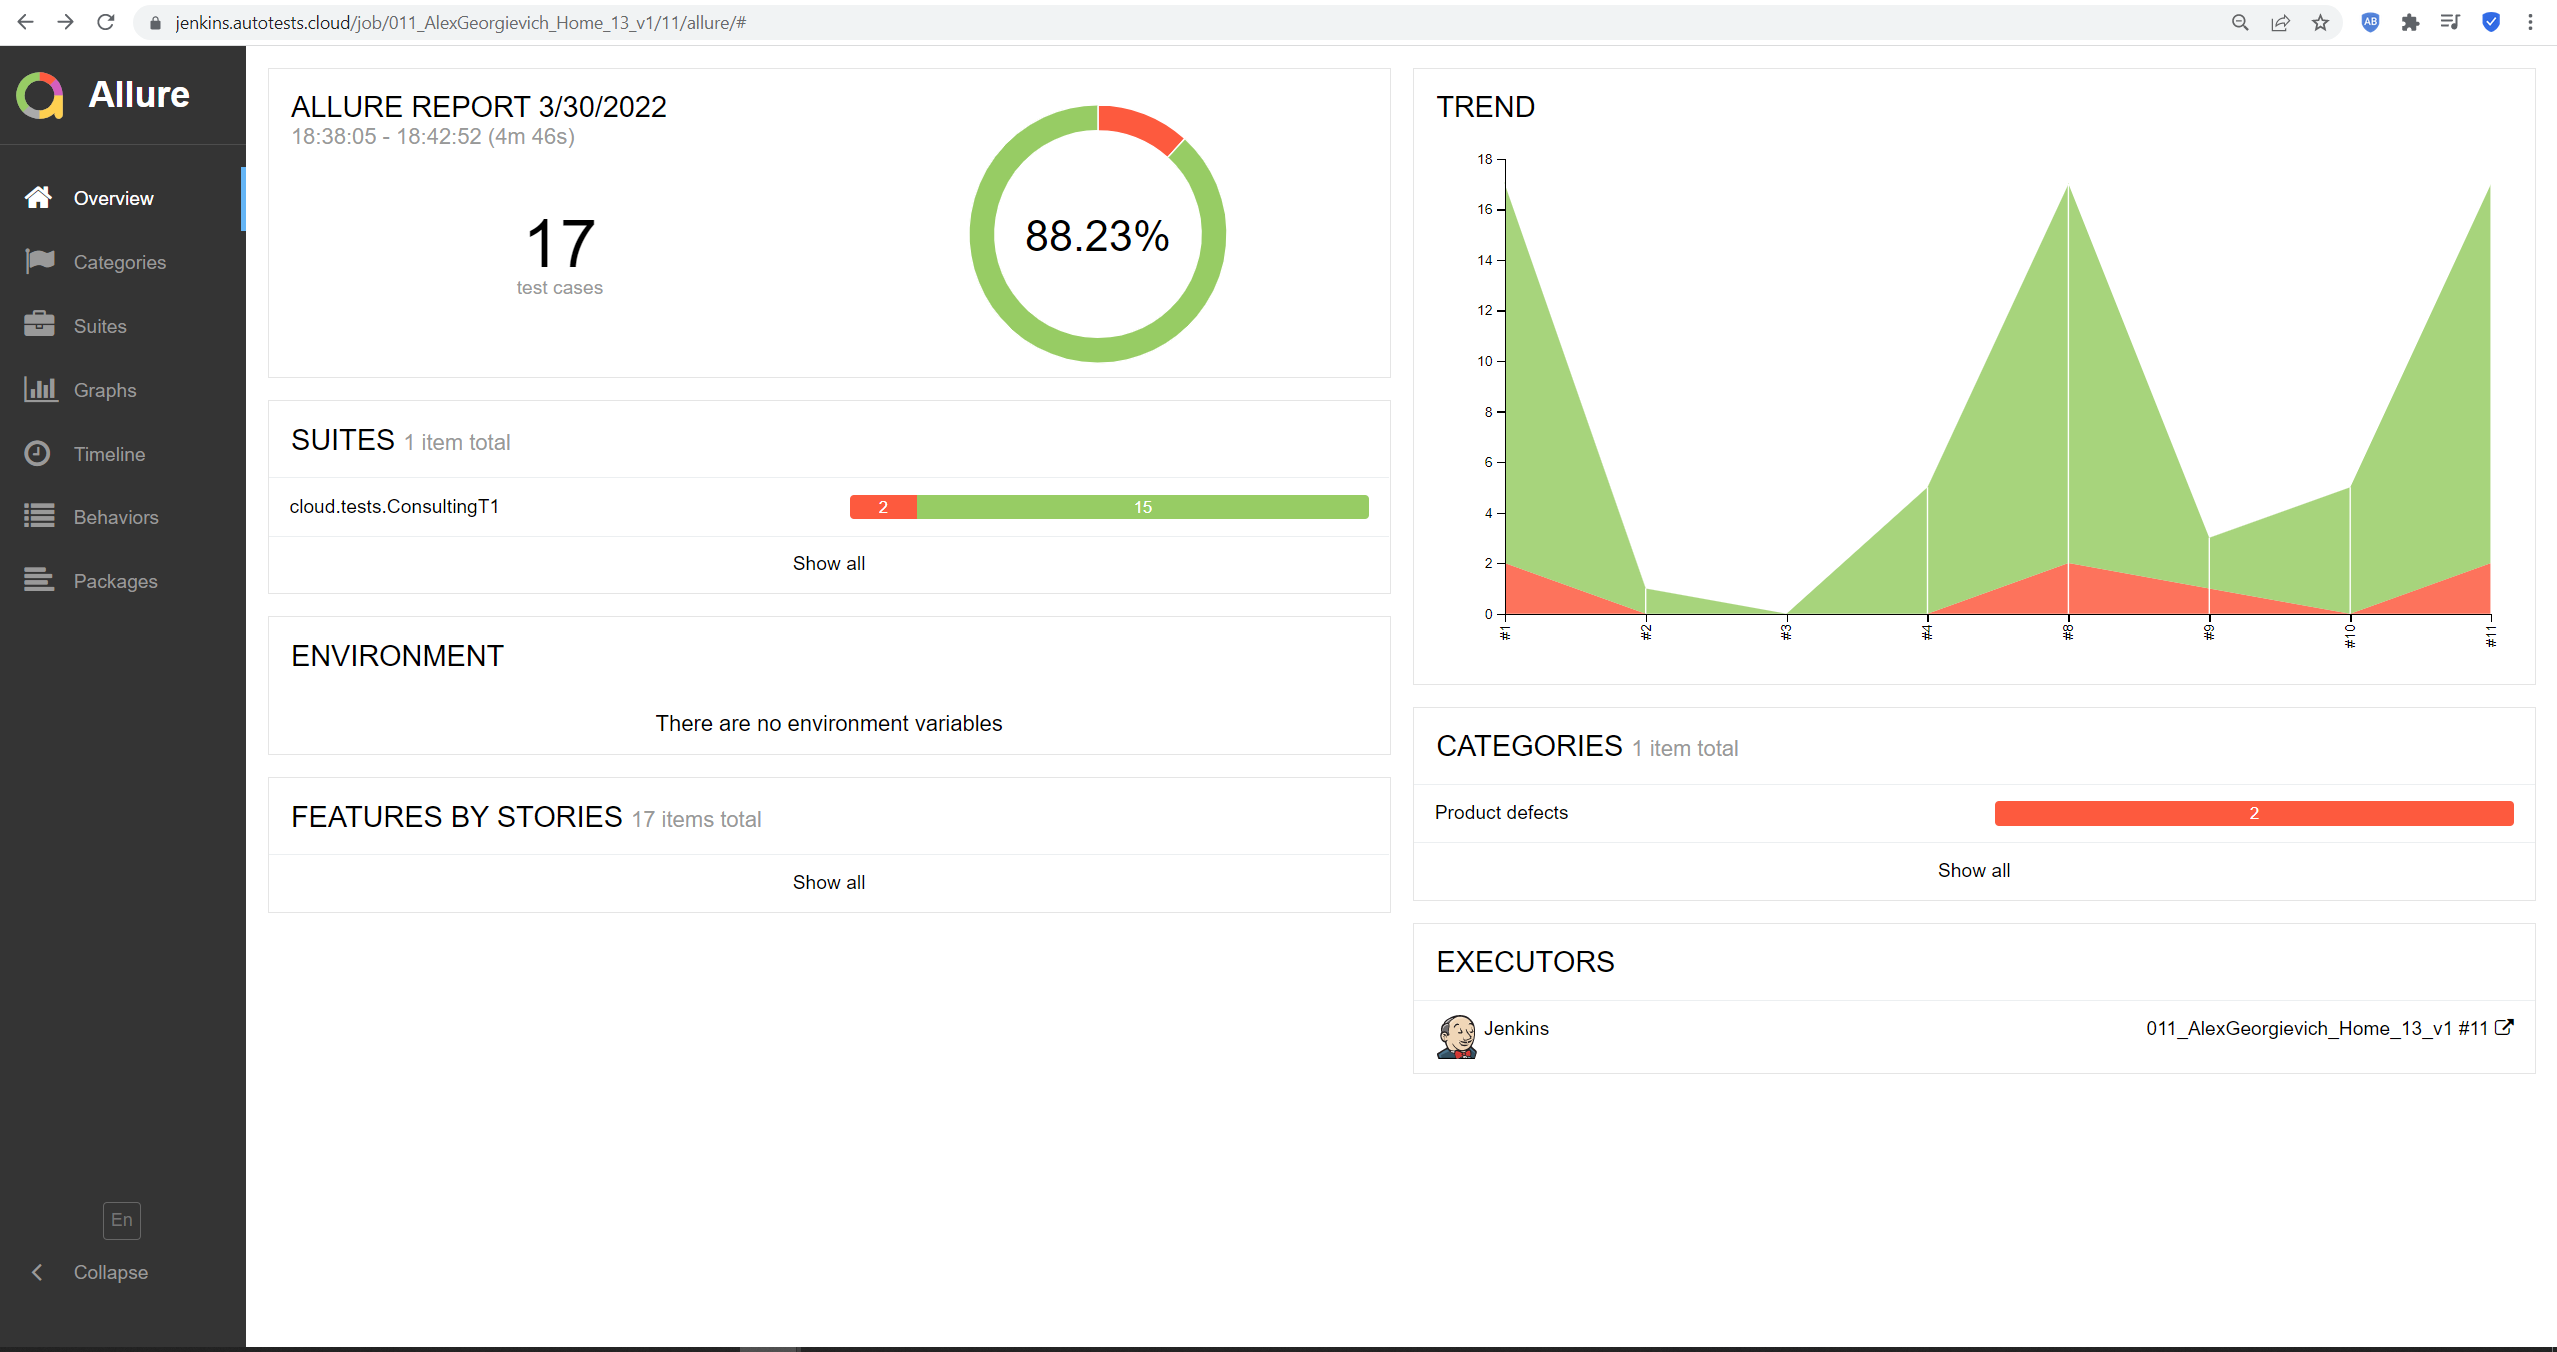 jenkins.autotests.cloud/job/011_AlexGeorgievich_Home_13_v1/11/allure/#
AB
Allure
Overview
Categories
Suites
Graphs
Timeline
Behaviors
Packages
En
Collapse
ALLURE REPORT 3/30/2022
18:38:05 - 18:42:52 (4m 46s)
17
test cases
88.23%
SUITES 1 item total
cloud.tests.ConsultingT1 2 15
Show all
ENVIRONMENT
There are no environment variables
FEATURES BY STORIES 17 items total
Show all
TREND
18
16
14
12
10
8
6
4
2
0
#1 #2 #3 #4 #8 #9 #10 #11
CATEGORIES 1 item total
Product defects 2
Show all
EXECUTORS
Jenkins 011_AlexGeorgievich_Home_13_v1 #11